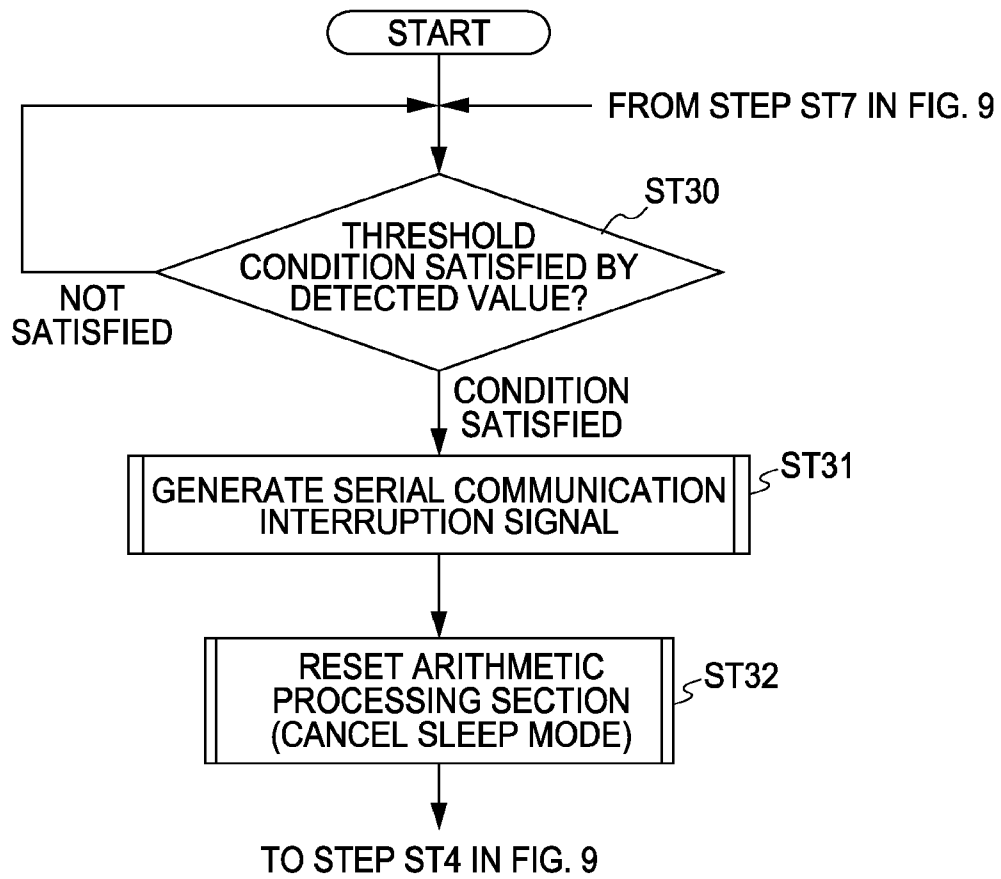 START
FROM STEP ST7 IN FIG. 9
ST30
THRESHOLD
CONDITION SATISFIED BY
DETECTED VALUE?
NOT
SATISFIED
CONDITION
SATISFIED
ST31
GENERATE SERIAL COMMUNICATION
INTERRUPTION SIGNAL
RESET ARITHMETIC
PROCESSING SECTION
(CANCEL SLEEP MODE)
ST32
TO STEP ST4 IN FIG. 9